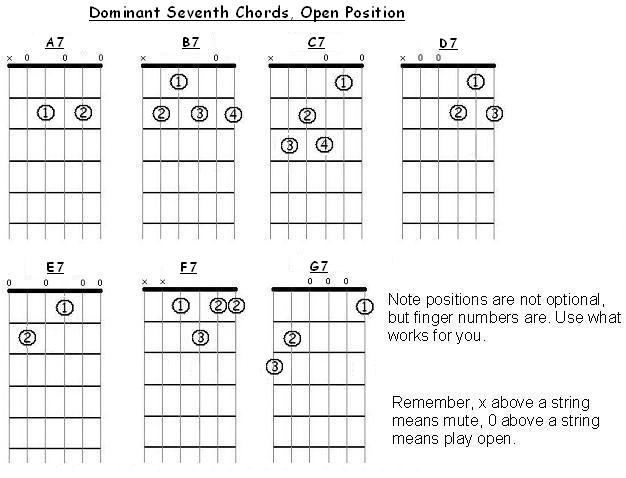 Dominant Seventh Chords, Open Position
A7 B7 C7 D7
x 0 0 0 x 0 x 0 0 x 0 0
1 1 1
1 2 2 3 4 2 2 3
3 4
E7 F7 G7
0 0 0 0 x x 0 0 0
1 1 2 2 1
2 3 2
3
Note positions are not optional,
but finger numbers are. Use what
works for you.
Remember, x above a string
means mute, 0 above a string
means play open.